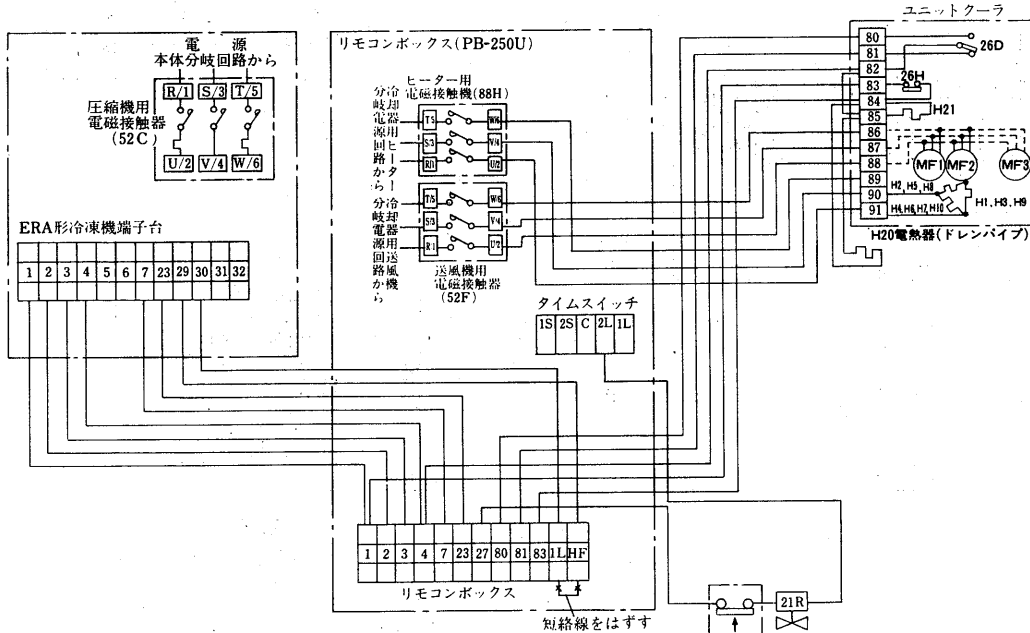 ユニットクーラ
電 源
本体分岐回路から
R/1 S/3 T/5
圧縮機用
電磁接触器
(52C)
U/2 V/4 W/6
ERA形冷凍機端子台
1 2 3 4 5 6 7 23 29 30 31 32
リモコンボックス(PB-250U)
ヒーター用
電磁接触機(88H)
分岐電源回路から
冷却器用ヒーター
T/5 W/6
S/3 V/4
R/1 U/2
分岐電源回路から
冷却器用送風機
T/5 W/6
S/3 V/4
R/1 U/2
送風機用
電磁接触器
(52F)
タイムスイッチ
1S 2S C 2L 1L
1 2 3 4 7 23 27 80 81 83 1L HF
リモコンボックス
短絡線をはずす
80
81
82
83
84
85
86
87
88
89
90
91
26D
26H
H21
MF1 MF2 MF3
H2, H5, H8
H4, H6, H7, H10
H1, H3, H9
H20電熱器(ドレンパイプ)
21R